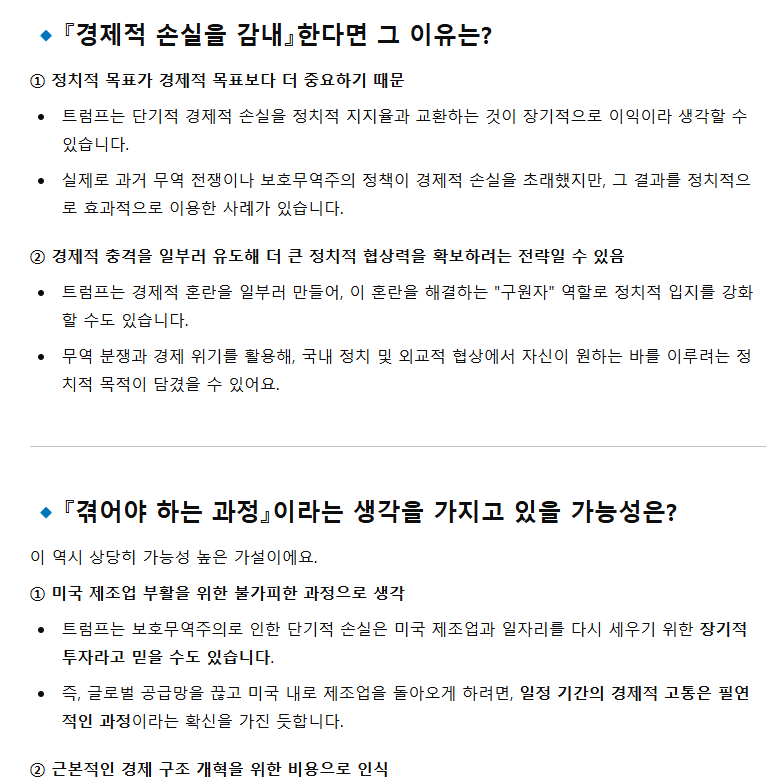 ◆ 『경제적 손실을 감내』한다면 그 이유는?
① 정치적 목표가 경제적 목표보다 더 중요하기 때문
• 트럼프는 단기적 경제적 손실을 정치적 지지율과 교환하는 것이 장기적으로 이익이라 생각할 수
있습니다.
• 실제로 과거 무역 전쟁이나 보호무역주의 정책이 경제적 손실을 초래했지만, 그 결과를 정치적으
로 효과적으로 이용한 사례가 있습니다.
② 경제적 충격을 일부러 유도해 더 큰 정치적 협상력을 확보하려는 전략일 수 있음
• 트럼프는 경제적 혼란을 일부러 만들어, 이 혼란을 해결하는 "구원자" 역할로 정치적 입지를 강화
할 수도 있습니다.
• 무역 분쟁과 경제 위기를 활용해, 국내 정치 및 외교적 협상에서 자신이 원하는 바를 이루려는 정
치적 목적이 담겼을 수 있어요.
◆ 『겪어야 하는 과정』이라는 생각을 가지고 있을 가능성은?
이 역시 상당히 가능성 높은 가설이에요.
① 미국 제조업 부활을 위한 불가피한 과정으로 생각
• 트럼프는 보호무역주의로 인한 단기적 손실은 미국 제조업과 일자리를 다시 세우기 위한 장기적
투자라고 믿을 수도 있습니다.
• 즉, 글로벌 공급망을 끊고 미국 내로 제조업을 돌아오게 하려면, 일정 기간의 경제적 고통은 필연
적인 과정이라는 확신을 가진 듯합니다.
② 근본적인 경제 구조 개혁을 위한 비용으로 인식